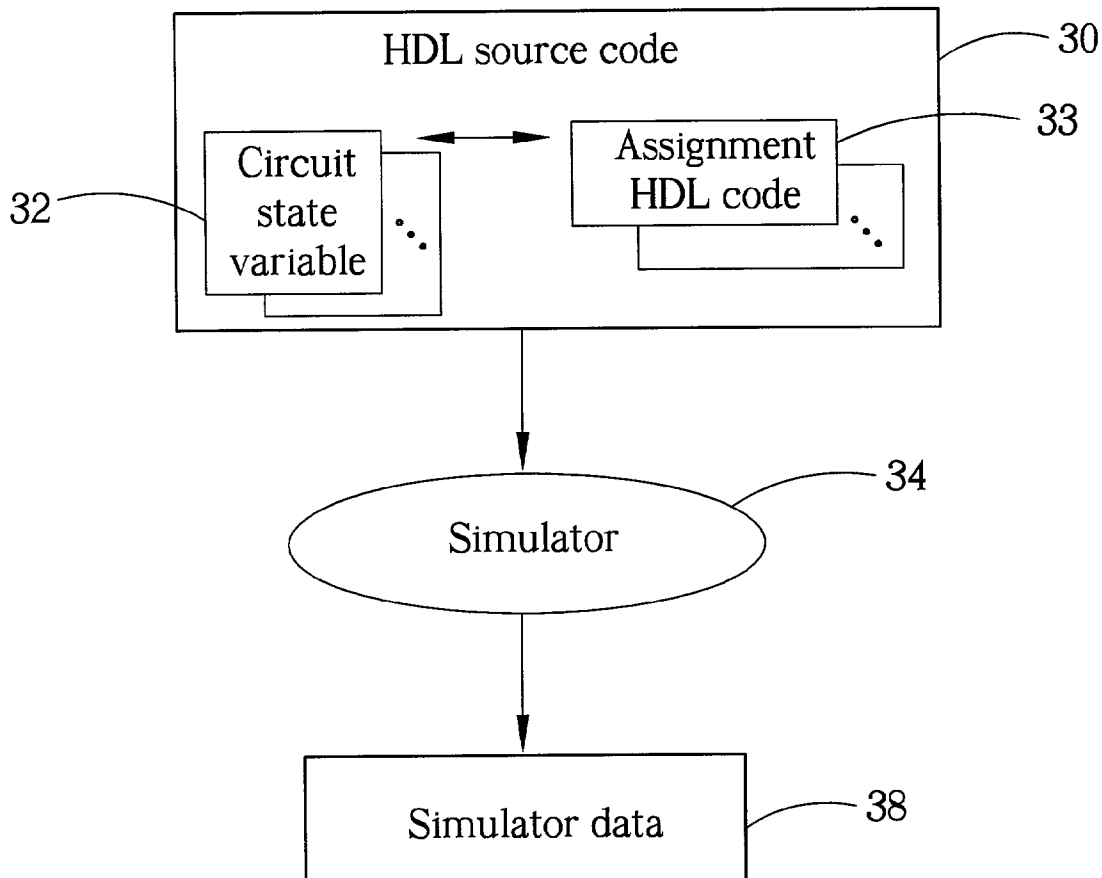 HDL source code
30
33
Circuit
state
variable
Assignment
HDL code
32
34
Simulator
Simulator data
38